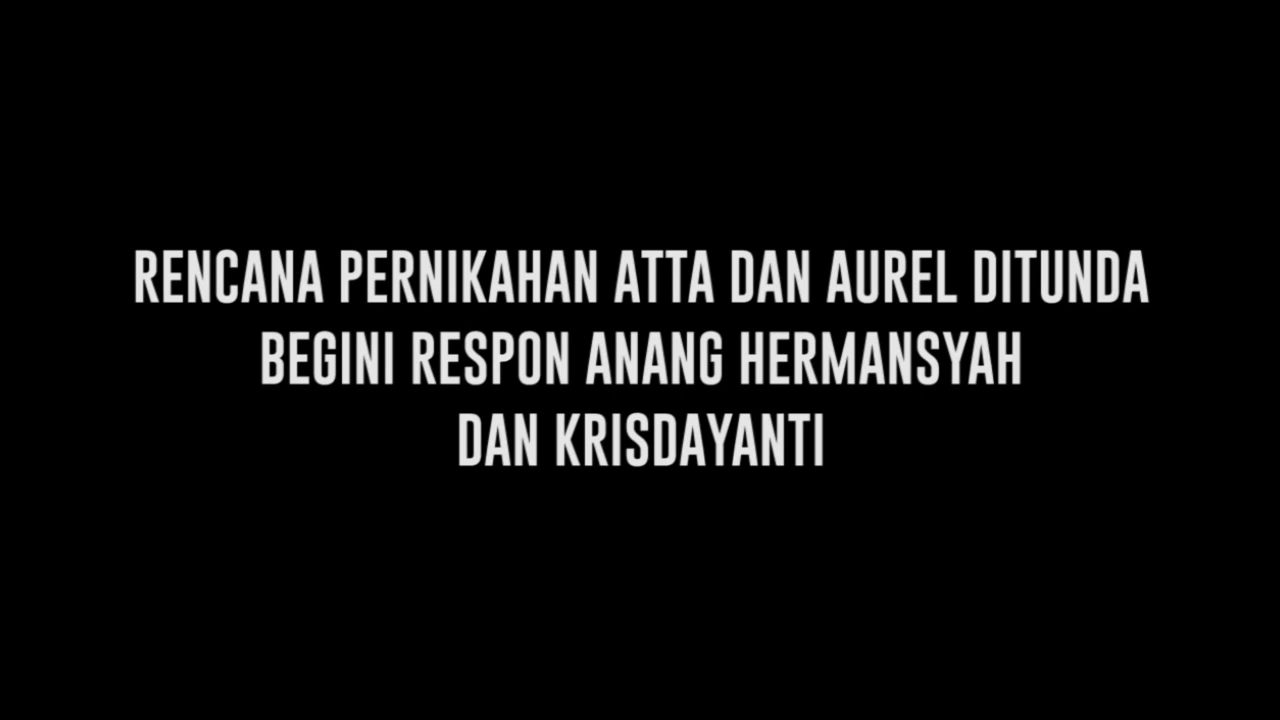 RENCANA PERNIKAHAN ATTA DAN AUREL DITUNDA
BEGINI RESPON ANANG HERMANSYAH
DAN KRISDAYANTI